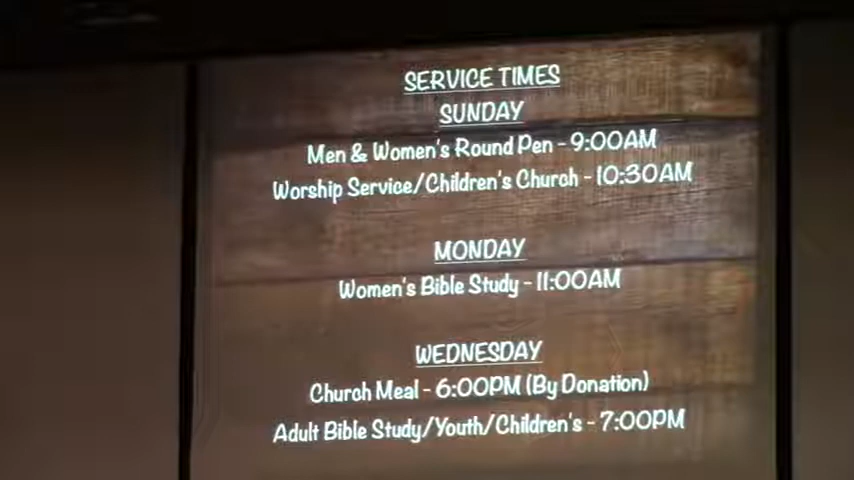 SERVICE TIMES
SUNDAY
Men & Women's Round Pen - 9:00AM
Worship Service/Children's Church - 10:30AM
MONDAY
Women's Bible Study - 11:00AM
WEDNESDAY
Church Meal - 6:00PM (By Donation)
Adult Bible Study/Youth/Children's - 7:00PM